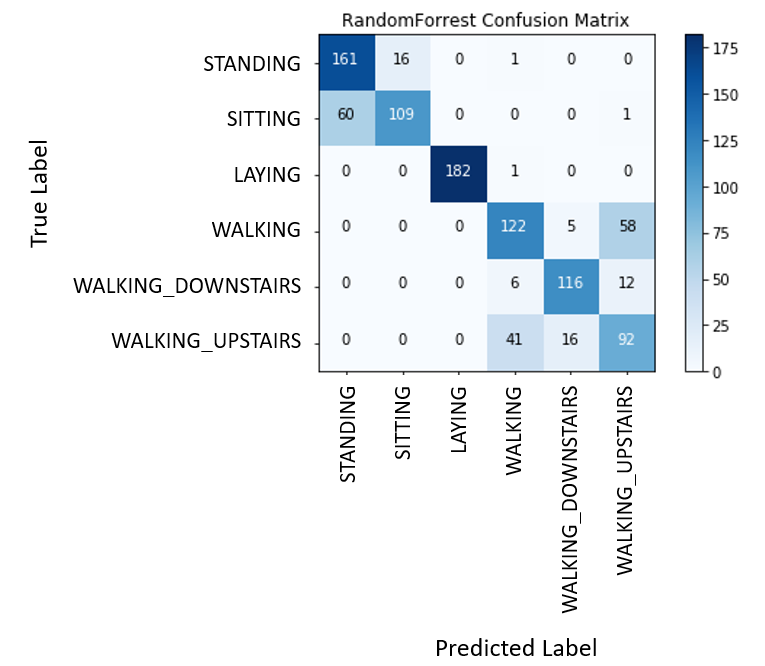 RandomForrest Confusion Matrix
True Label
STANDING 161 16 0 1 0 0
SITTING 60 109 0 0 0 1
LAYING 0 0 182 1 0 0
WALKING 0 0 0 122 5 58
WALKING_DOWNSTAIRS 0 0 0 6 116 12
WALKING_UPSTAIRS 0 0 0 41 16 92
STANDING
SITTING
LAYING
WALKING
WALKING_DOWNSTAIRS
WALKING_UPSTAIRS
Predicted Label
175
150
125
100
75
50
25
0